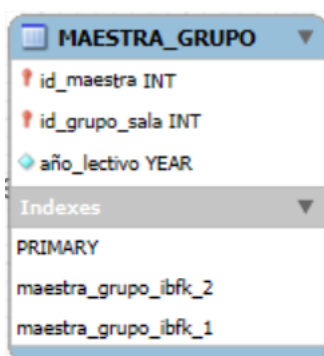 MAESTRA_GRUPO
id_maestra INT
id_grupo_sala INT
año_lectivo YEAR
Indexes
PRIMARY
maestra_grupo_ibfk_2
maestra_grupo_ibfk_1